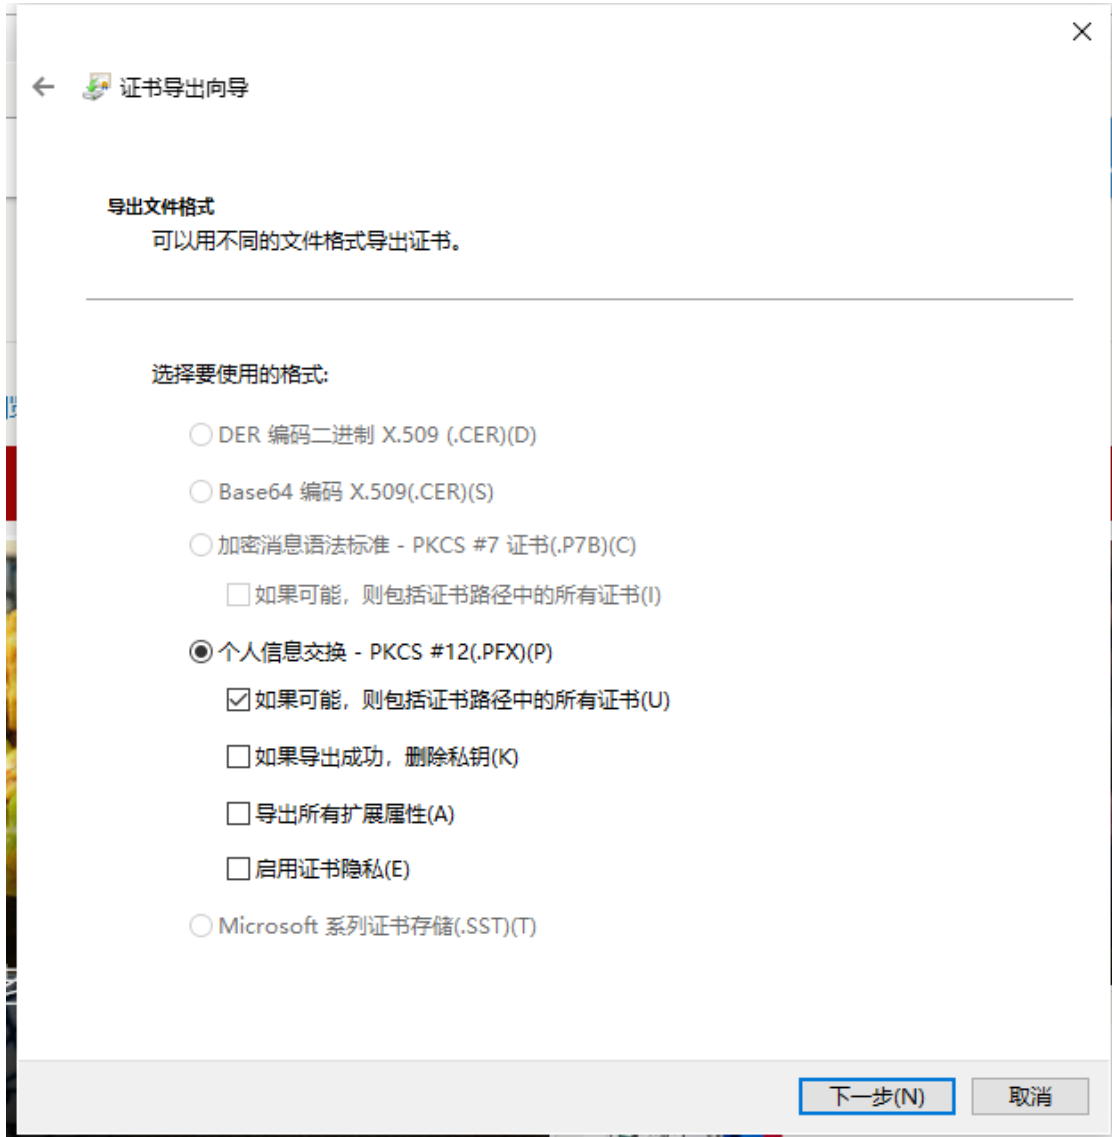 证书导出向导
导出文件格式
可以用不同的文件格式导出证书。
选择要使用的格式:
DER 编码二进制 X.509 (.CER)(D)
Base64 编码 X.509(.CER)(S)
加密消息语法标准 - PKCS #7 证书(.P7B)(C)
如果可能，则包括证书路径中的所有证书(I)
个人信息交换 - PKCS #12(.PFX)(P)
如果可能，则包括证书路径中的所有证书(U)
如果导出成功，删除私钥(K)
导出所有扩展属性(A)
启用证书隐私(E)
Microsoft 系列证书存储(.SST)(T)
下一步(N)
取消